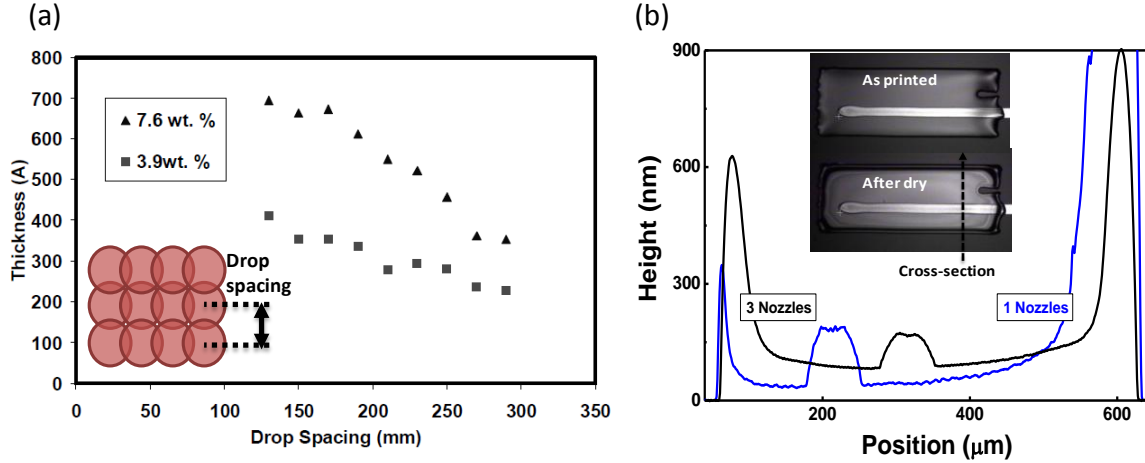 (a)
800
700
600
500
400
300
200
100
0
Thickness (A)
7.6 wt. %
3.9wt. %
Drop
spacing
0 50 100 150 200 250 300 350
Drop Spacing (mm)
(b)
900
600
300
0
Height (nm)
As printed
After dry
Cross-section
3 Nozzles
1 Nozzles
200 400 600
Position (μm)